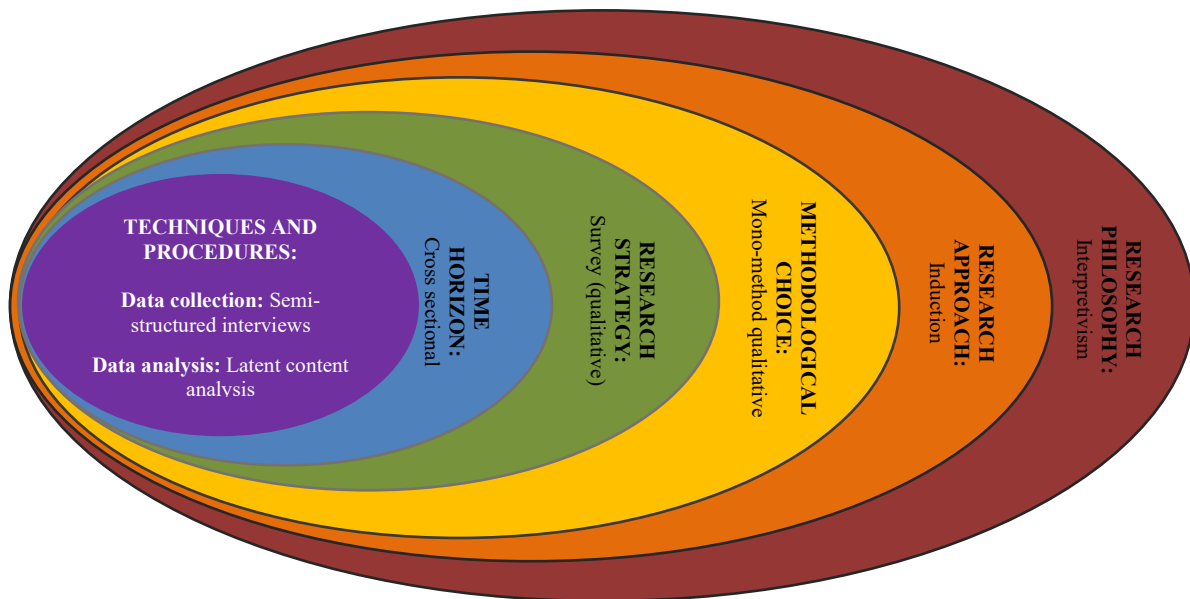 TECHNIQUES AND
PROCEDURES:
Data collection: Semi-
structured interviews
Data analysis: Latent content
analysis
TIME
HORIZON:
Cross sectional
RESEARCH
STRATEGY:
Survey (qualitative)
METHODOLOGICAL
CHOICE:
Mono-method qualitative
RESEARCH
APPROACH:
Induction
RESEARCH
PHILOSOPHY:
Interpretivism